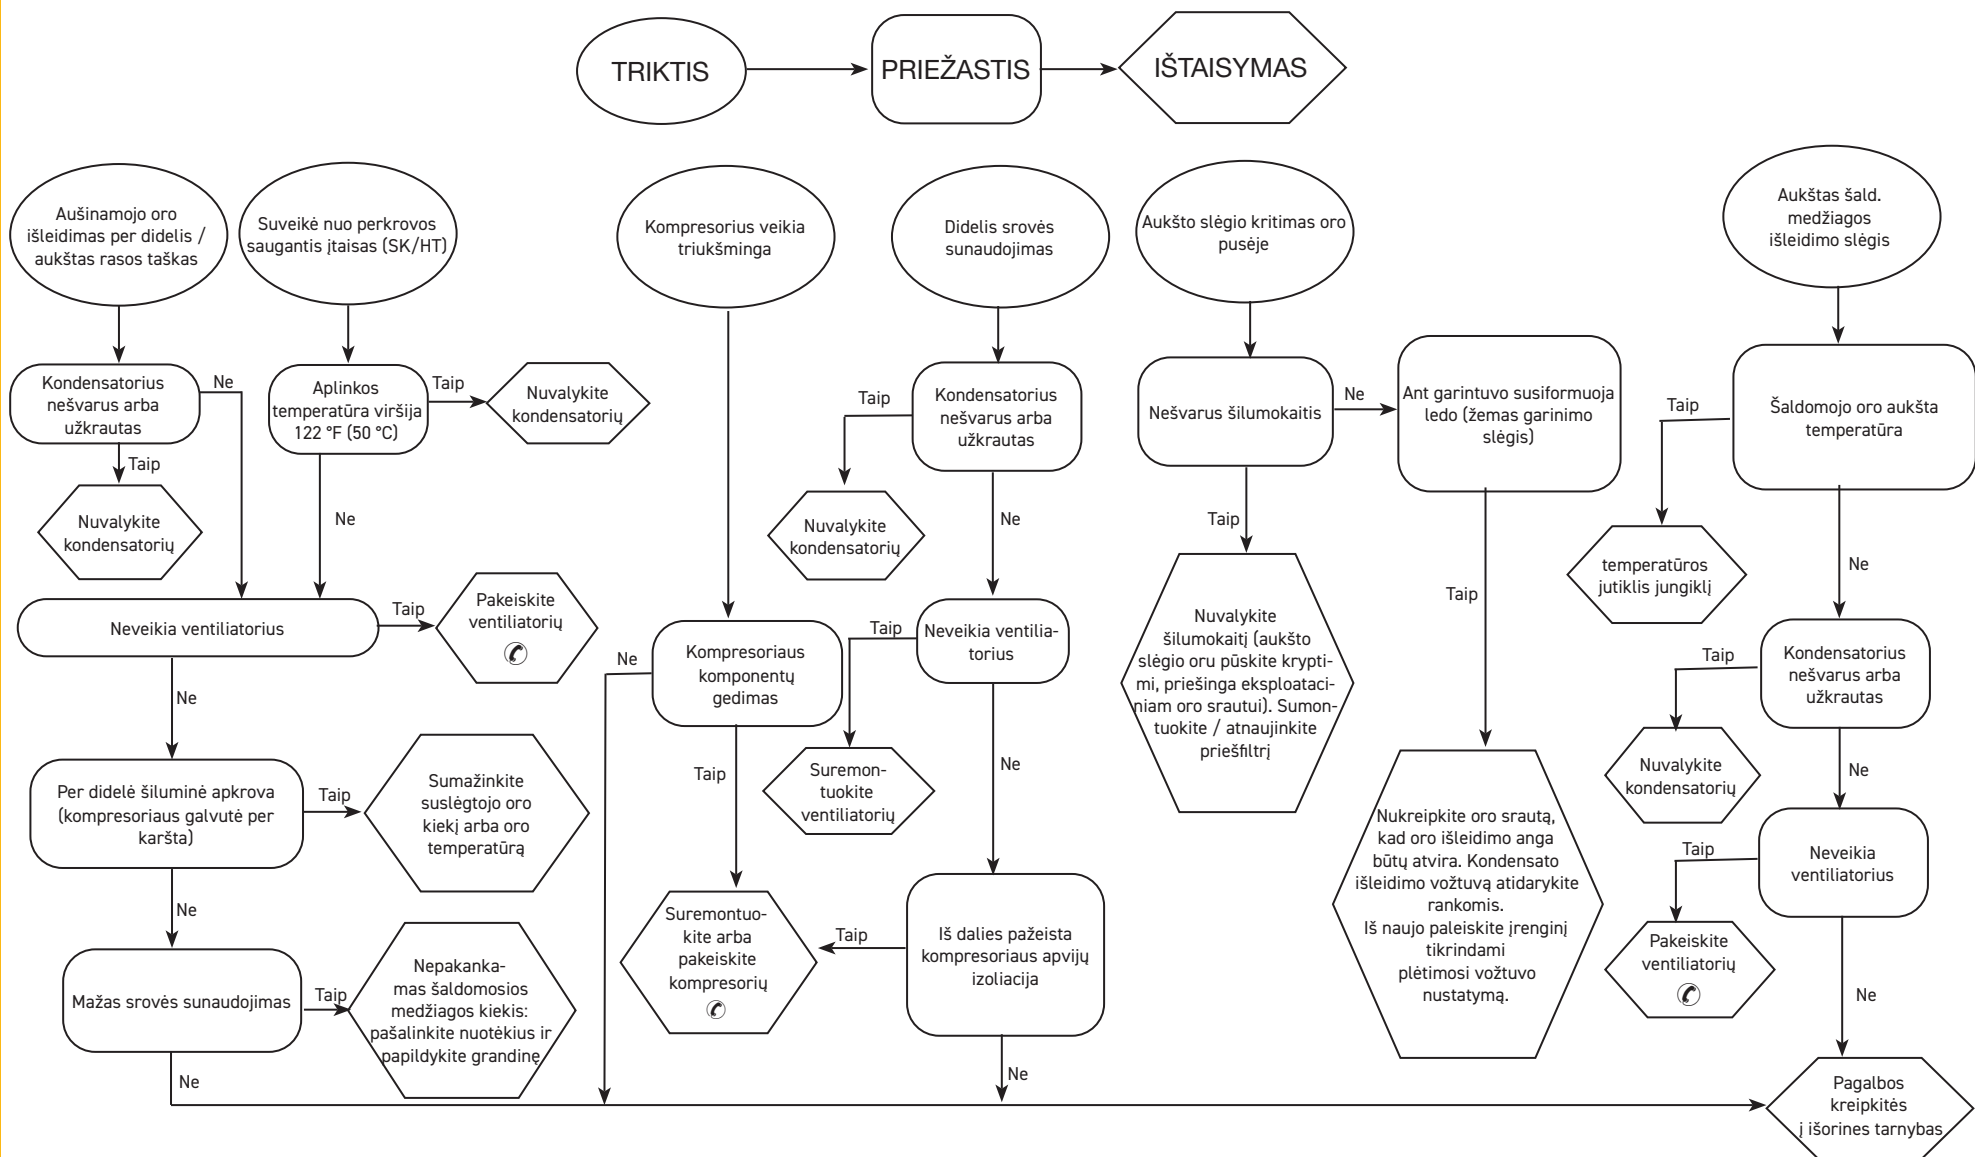 TRIKTIS
PRIEŽASTIS
IŠTAISYMAS
Aušinamojo oro
išleidimas per didelis /
aukštas rasos taškas
Kondensatorius
nešvarus arba
užkrautas
Ne
Taip
Nuvalykite
kondensatorių
Suveikė nuo perkrovos
saugantis įtaisas (SK/HT)
Aplinkos
temperatūra viršija
122 °F (50 °C)
Taip
Nuvalykite
kondensatorių
Ne
Neveikia ventiliatorius
Taip
Pakeiskite
ventiliatorių
✆
Ne
Per didelė šiluminė apkrova
(kompresoriaus galvutė per
karšta)
Taip
Sumažinkite
suslėgtojo oro
kiekį arba oro
temperatūrą
Ne
Mažas srovės sunaudojimas
Taip
Nepakanka-
mas šaldomosios
medžiagos kiekis:
pašalinkite nuotėkius ir
papildykite grandinę
Ne
Kompresorius veikia
triukšminga
Kompresoriaus
komponentų
gedimas
Ne
Taip
Suremontuo-
kite arba
pakeiskite
kompresorių
✆
Didelis srovės
sunaudojimas
Kondensatorius
nešvarus arba
užkrautas
Taip
Nuvalykite
kondensatorių
Ne
Neveikia ventilia-
torius
Taip
Suremon-
tuokite
ventiliatorių
Ne
Iš dalies pažeista
kompresoriaus apvijų
izoliacija
Taip
Ne
Aukšto slėgio kritimas oro
pusėje
Nešvarus šilumokaitis
Ne
Taip
Nuvalykite
šilumokaitį (aukšto
slėgio oru pūskite krypti-
mi, priešinga eksploataci-
niam oro srautui). Sumon-
tuokite / atnaujinkite
priešfiltrį
Ant garintuvo susiformuoja
ledo (žemas garinimo
slėgis)
Taip
Nukreipkite oro srautą,
kad oro išleidimo anga
būtų atvira. Kondensato
išleidimo vožtuvą atidarykite
rankomis.
Iš naujo paleiskite įrenginį
tikrindami
plėtimosi vožtuvo
nustatymą.
Aukštas šald.
medžiagos
išleidimo slėgis
Šaldomojo oro aukšta
temperatūra
Taip
temperatūros
jutiklis jungiklį
Ne
Kondensatorius
nešvarus arba
užkrautas
Taip
Nuvalykite
kondensatorių
Ne
Neveikia
ventiliatorius
Taip
Pakeiskite
ventiliatorių
✆
Ne
Pagalbos
kreipkitės
į išorines tarnybas